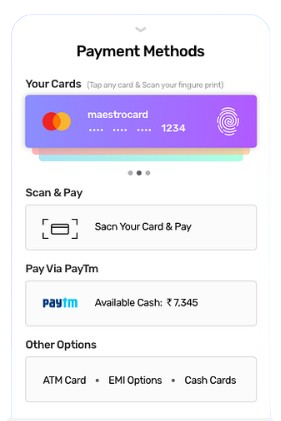 Payment Methods
Your Cards (Tap any card & Scan your fingure print)
maestrocard
.... .... .... 1234
Scan & Pay
Sacn Your Card & Pay
Pay Via PayTm
paytm Available Cash: ₹7,345
Other Options
ATM Card • EMI Options • Cash Cards